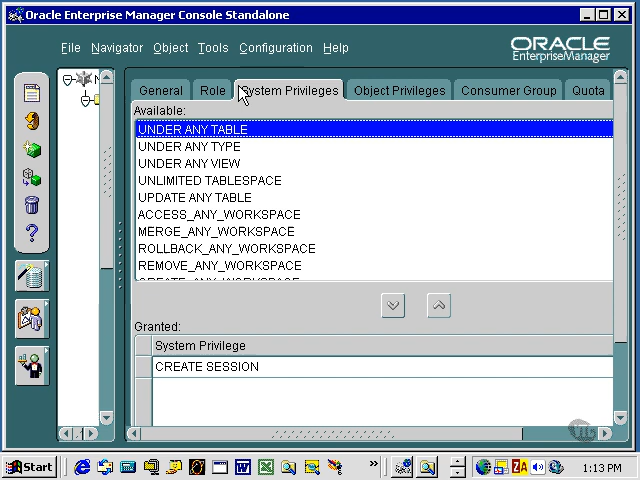 Oracle Enterprise Manager Console Standalone
File Navigator Object Tools Configuration Help
ORACLE
EnterpriseManager
N
General Role System Privileges Object Privileges Consumer Group Quota
Available:
UNDER ANY TABLE
UNDER ANY TYPE
UNDER ANY VIEW
UNLIMITED TABLESPACE
UPDATE ANY TABLE
ACCESS_ANY_WORKSPACE
MERGE_ANY_WORKSPACE
ROLLBACK_ANY_WORKSPACE
REMOVE_ANY_WORKSPACE
CREATE_ANY_WORKSPACE
Granted:
System Privilege
CREATE SESSION
Start
1:13 PM